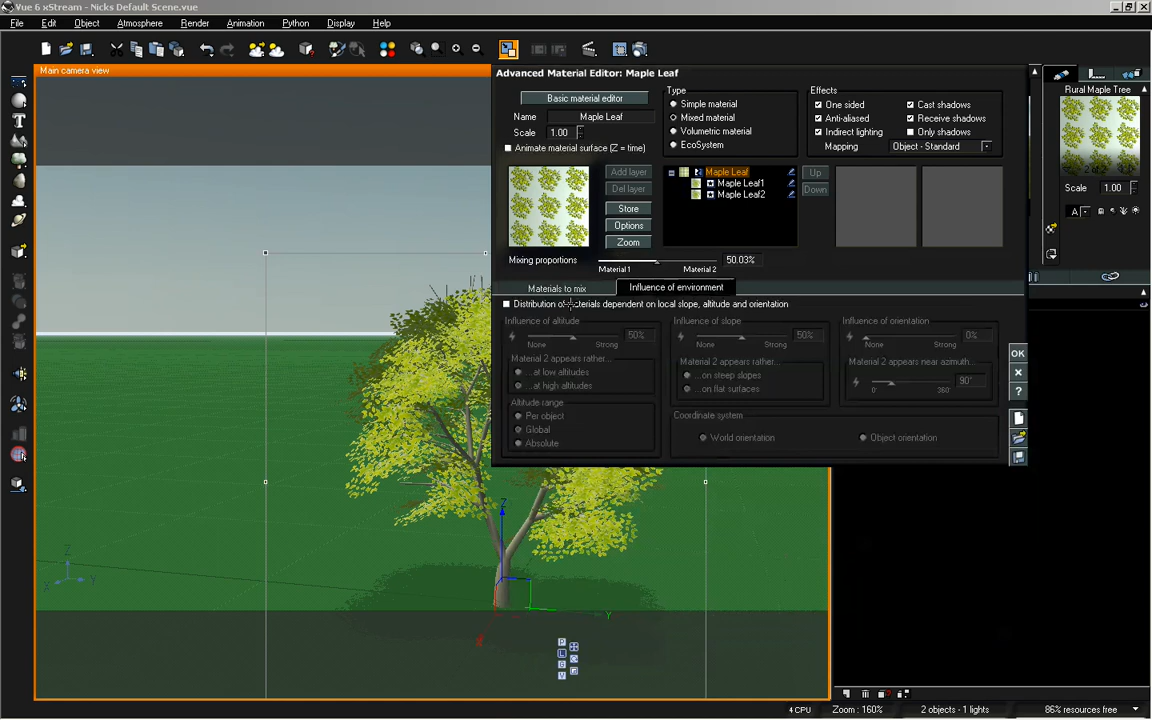 Vue 6 xStream - Nicks Default Scene.vue
File Edit Object Atmosphere Render Animation Python Display Help
Main camera view
Advanced Material Editor: Maple Leaf
Basic material editor
Name Maple Leaf
Scale 1.00
Animate material surface (Z = time)
Type
Simple material
Mixed material
Volumetric material
EcoSystem
Effects
One sided Cast shadows
Anti-aliased Receive shadows
Indirect lighting Only shadows
Mapping Object - Standard
Rural Maple Tree
Scale 1.00
A
Add layer
Del layer
Store
Options
Zoom
Maple Leaf
Maple Leaf1
Maple Leaf2
Up
Down
Mixing proportions Material 1 Material 2 50.03%
Materials to mix Influence of environment
Distribution of materials dependent on local slope, altitude and orientation
Influence of altitude
None Strong 50%
Material 2 appears rather...
...at low altitudes
...at high altitudes
Altitude range
Per object
Global
Absolute
Influence of slope
None Strong 50%
Material 2 appears rather...
...on steep slopes
...on flat surfaces
Influence of orientation
None Strong 0%
Material 2 appears near azimuth...
0° 360° 90°
Coordinate system
World orientation Object orientation
OK
?
Z
Y
Z
Y
4 CPU Zoom : 160% 2 objects - 1 lights 86% resources free